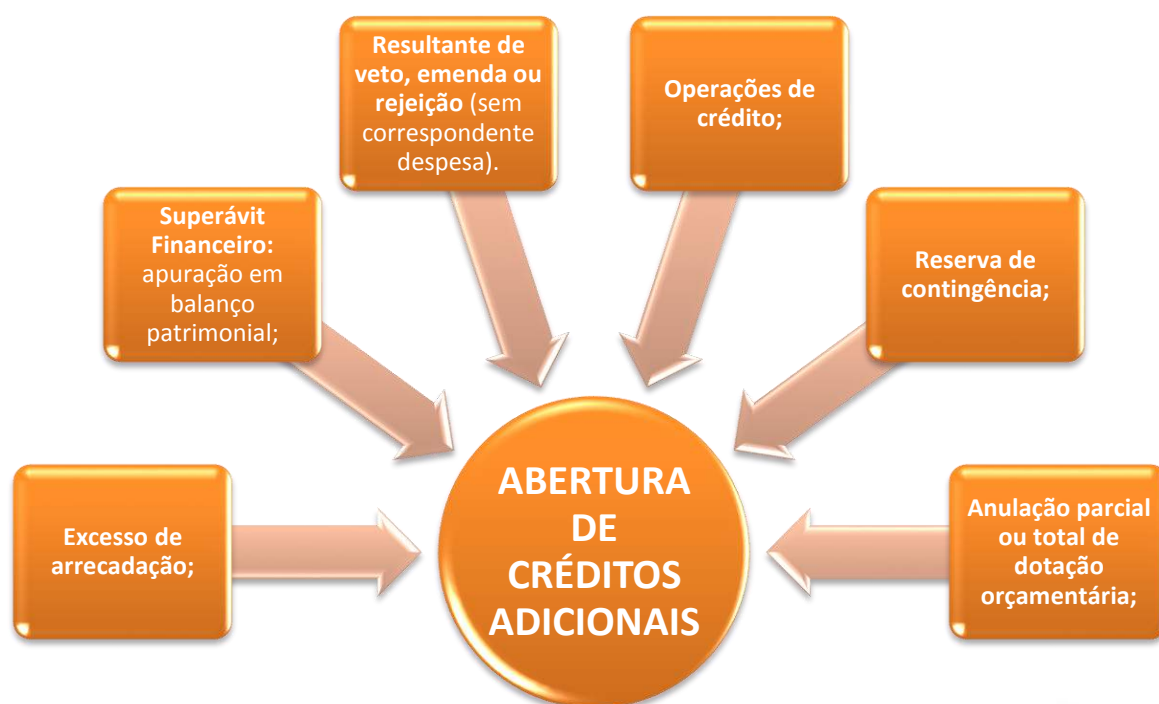 Resultante de
veto, emenda ou
rejeição (sem
correspondente
despesa).
Operações de
crédito;
Superávit
Financeiro:
apuração em
balanço
patrimonial;
Reserva de
contingência;
Excesso de
arrecadação;
ABERTURA
DE
CRÉDITOS
ADICIONAIS
Anulação parcial
ou total de
dotação
orçamentária;